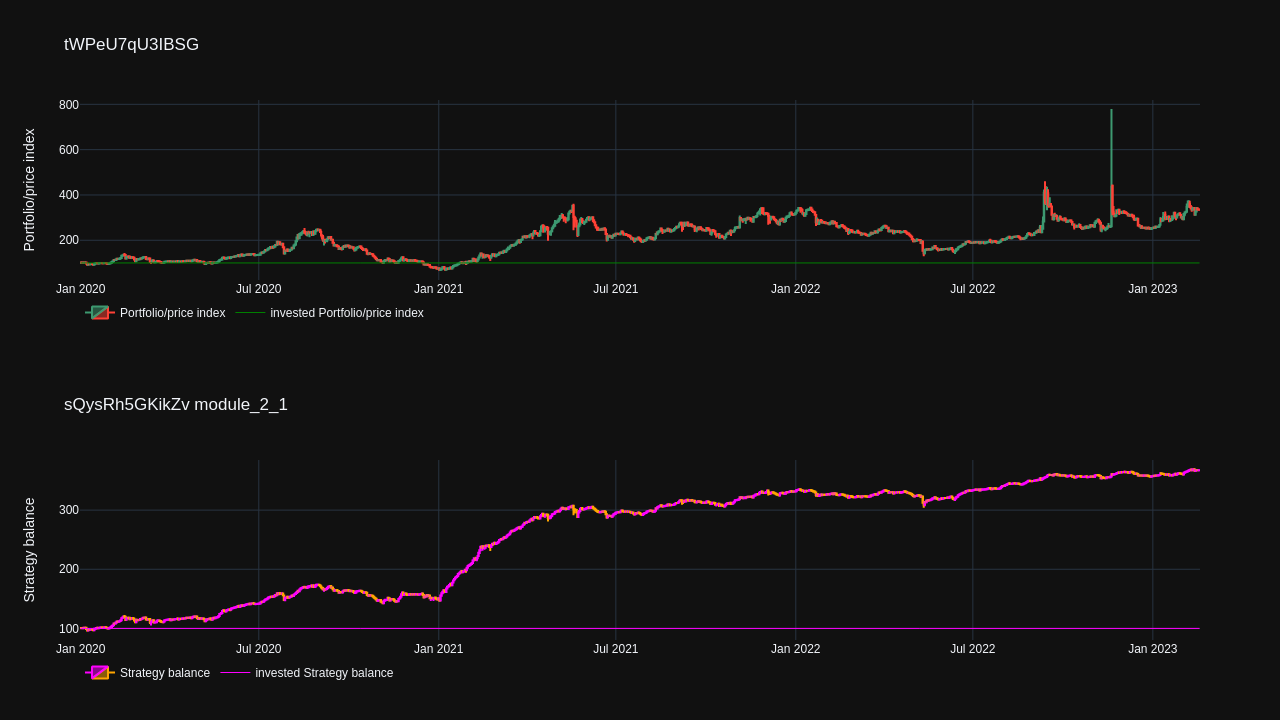 tWPeU7qU3IBSG
Portfolio/price index
800
600
400
200
Jan 2020 Jul 2020 Jan 2021 Jul 2021 Jan 2022 Jul 2022 Jan 2023
Portfolio/price index invested Portfolio/price index
sQysRh5GKikZv module_2_1
Strategy balance
300
200
100
Jan 2020 Jul 2020 Jan 2021 Jul 2021 Jan 2022 Jul 2022 Jan 2023
Strategy balance invested Strategy balance